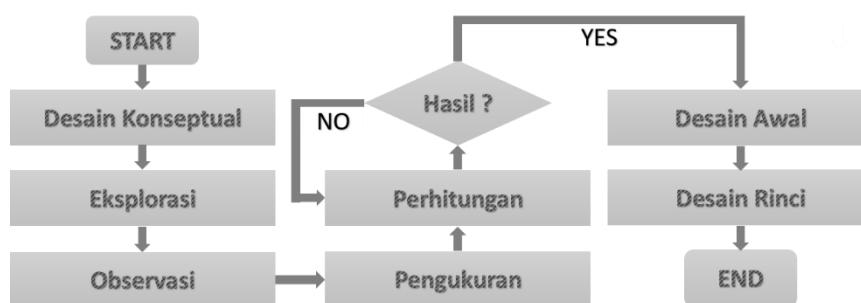 START
Desain Konseptual
Eksplorasi
Observasi
Pengukuran
Perhitungan
Hasil ?
NO
YES
Desain Awal
Desain Rinci
END